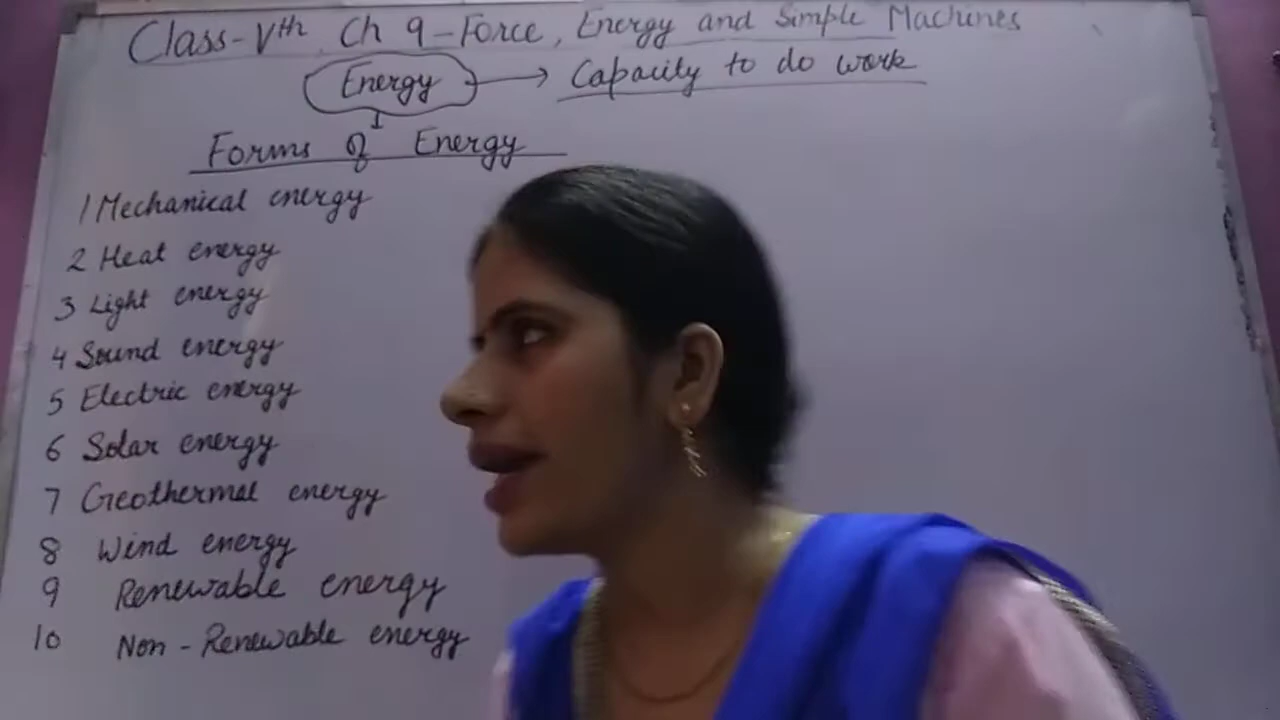 Class-Vth Ch 9-Force, Energy and Simple Machines
Energy → Capacity to do work
Forms of Energy
1 Mechanical energy
2 Heat energy
3 Light energy
4 Sound energy
5 Electric energy
6 Solar energy
7 Geothermal energy
8 Wind energy
9 Renewable energy
10 Non-Renewable energy